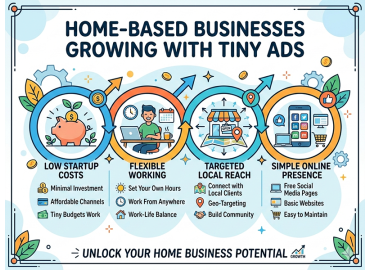 HOME-BASED BUSINESSES
GROWING WITH TINY ADS
LOW STARTUP
COSTS
Minimal Investment
Affordable Channels
Tiny Budgets Work
FLEXIBLE
WORKING
Set Your Own Hours
Work From Anywhere
Work-Life Balance
TARGETED
LOCAL REACH
Connect with
Local Clients
Geo-Targeting
Build Community
SIMPLE ONLINE
PRESENCE
Free Social
Media Pages
Basic Websites
Easy to Maintain
UNLOCK YOUR HOME BUSINESS POTENTIAL
GROWTH